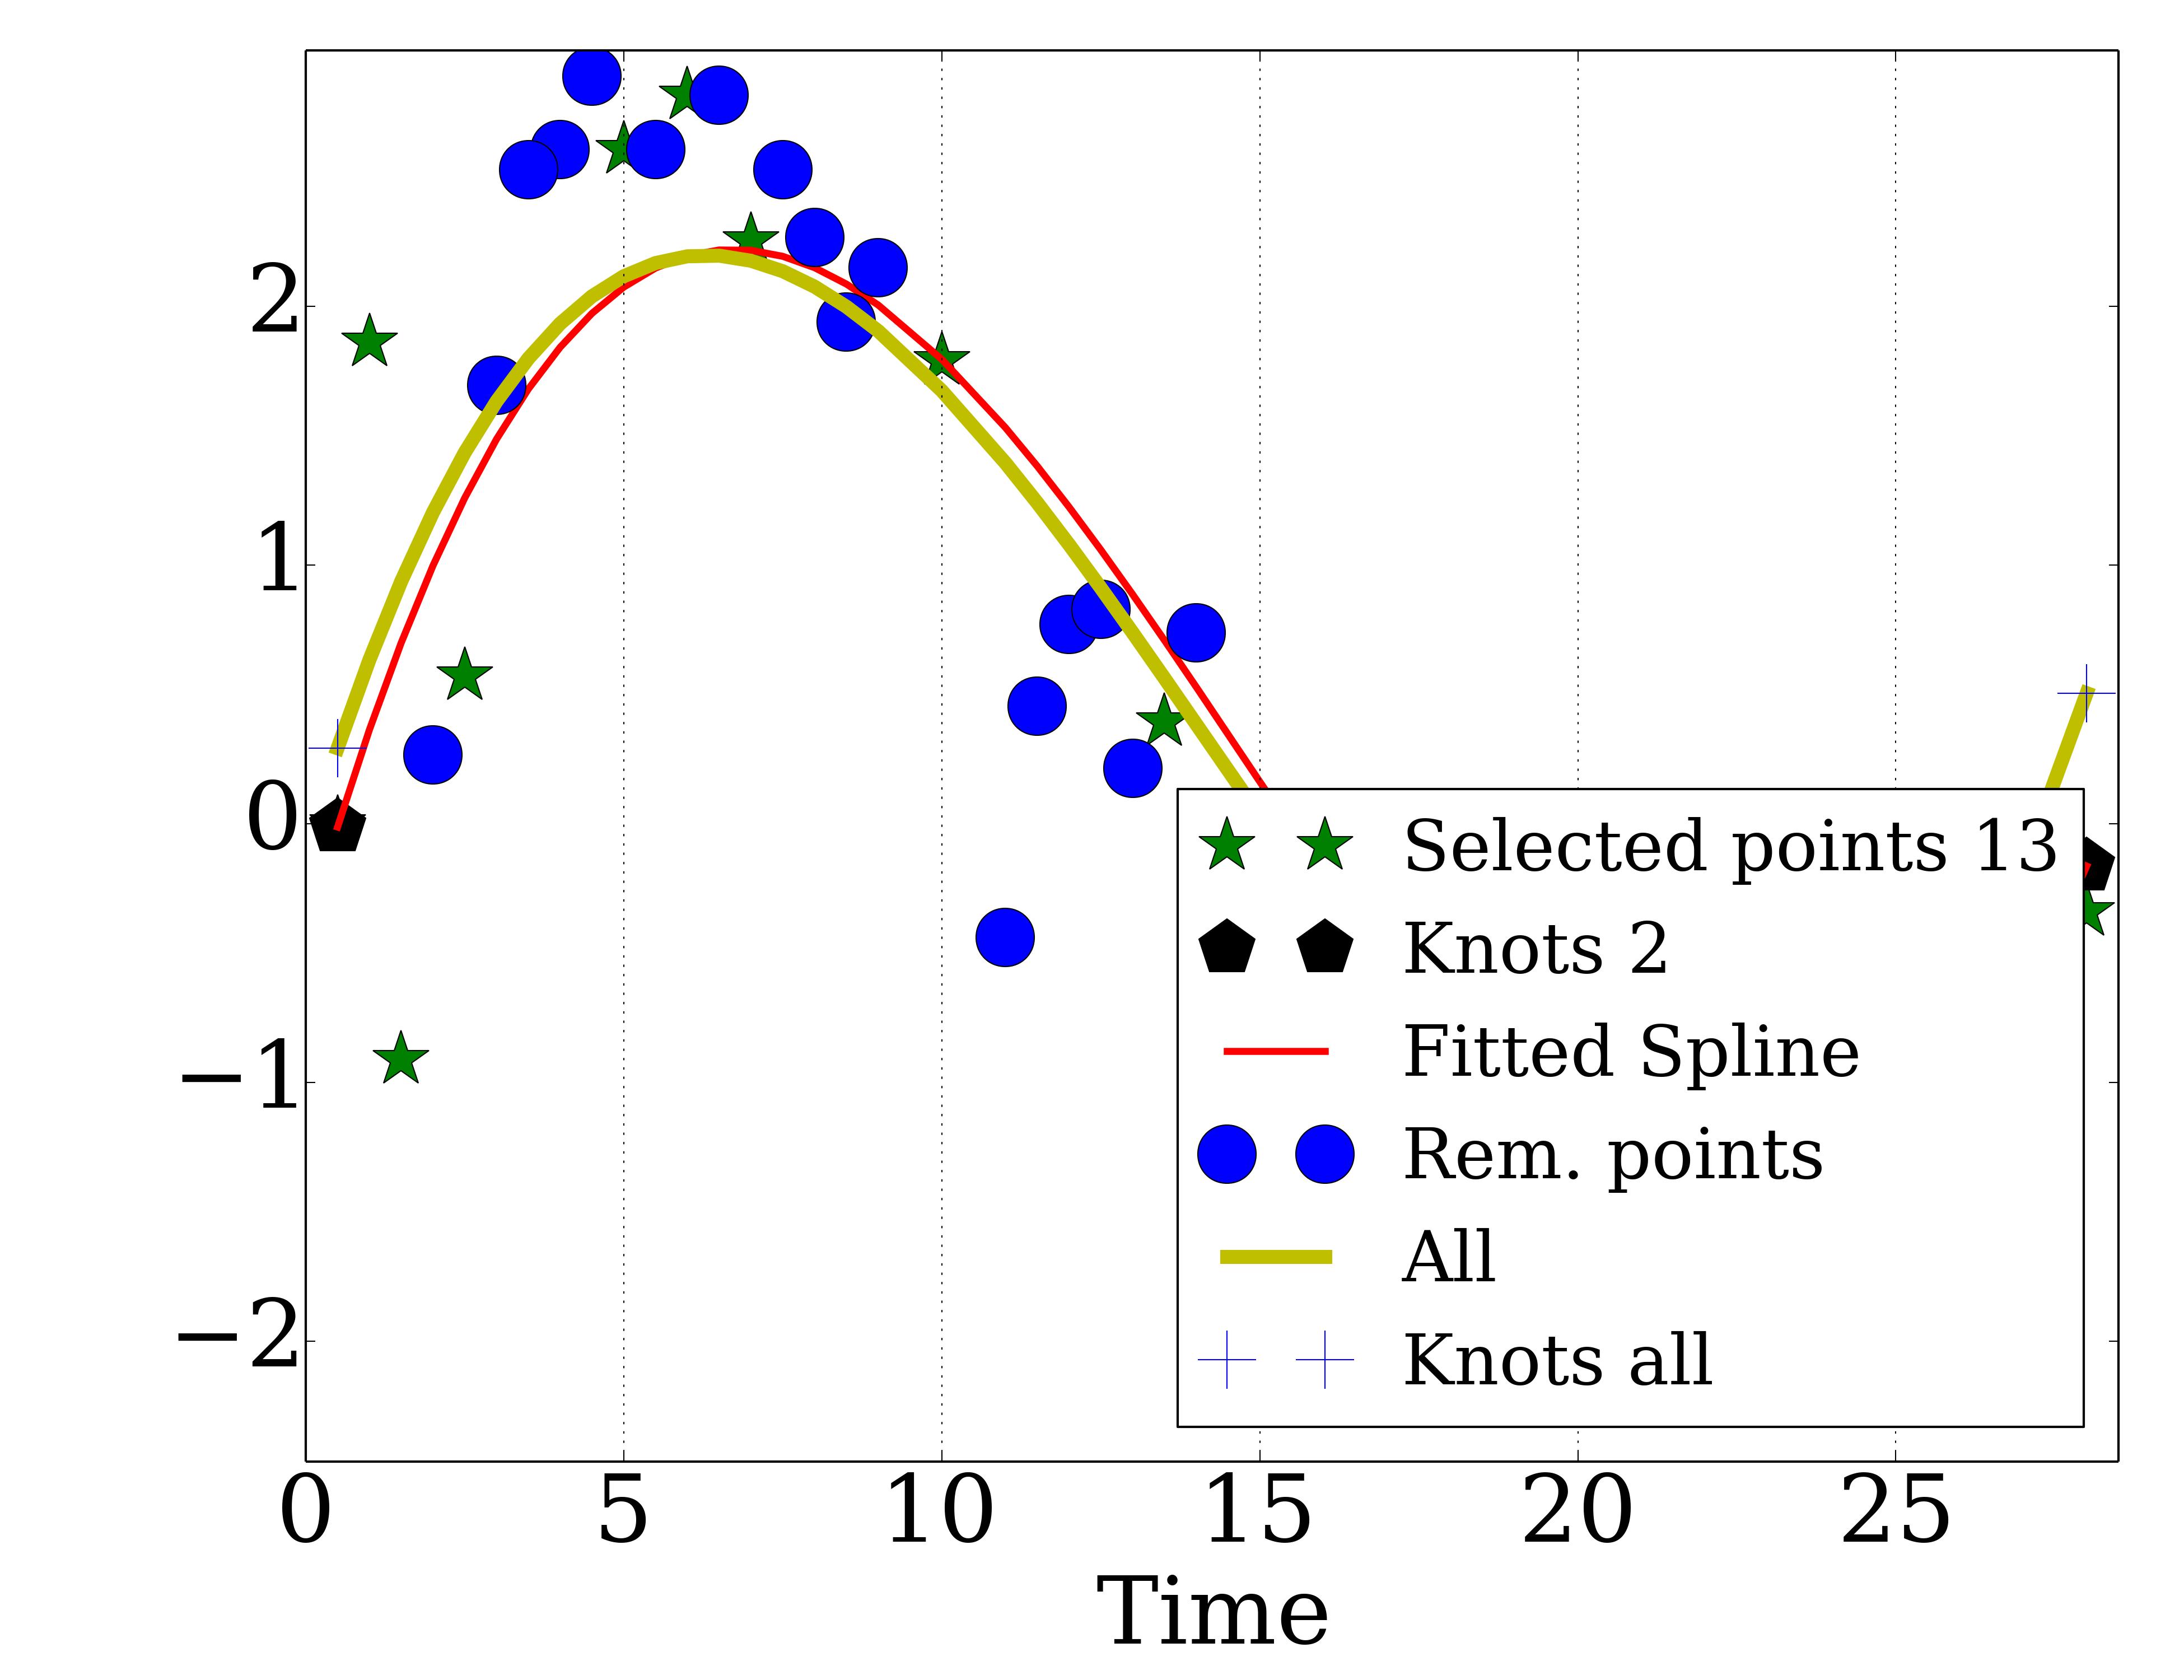 2
1
0
−1
−2
Selected points 13
Knots 2
Fitted Spline
Rem. points
All
Knots all
0 5 10 15 20 25
Time